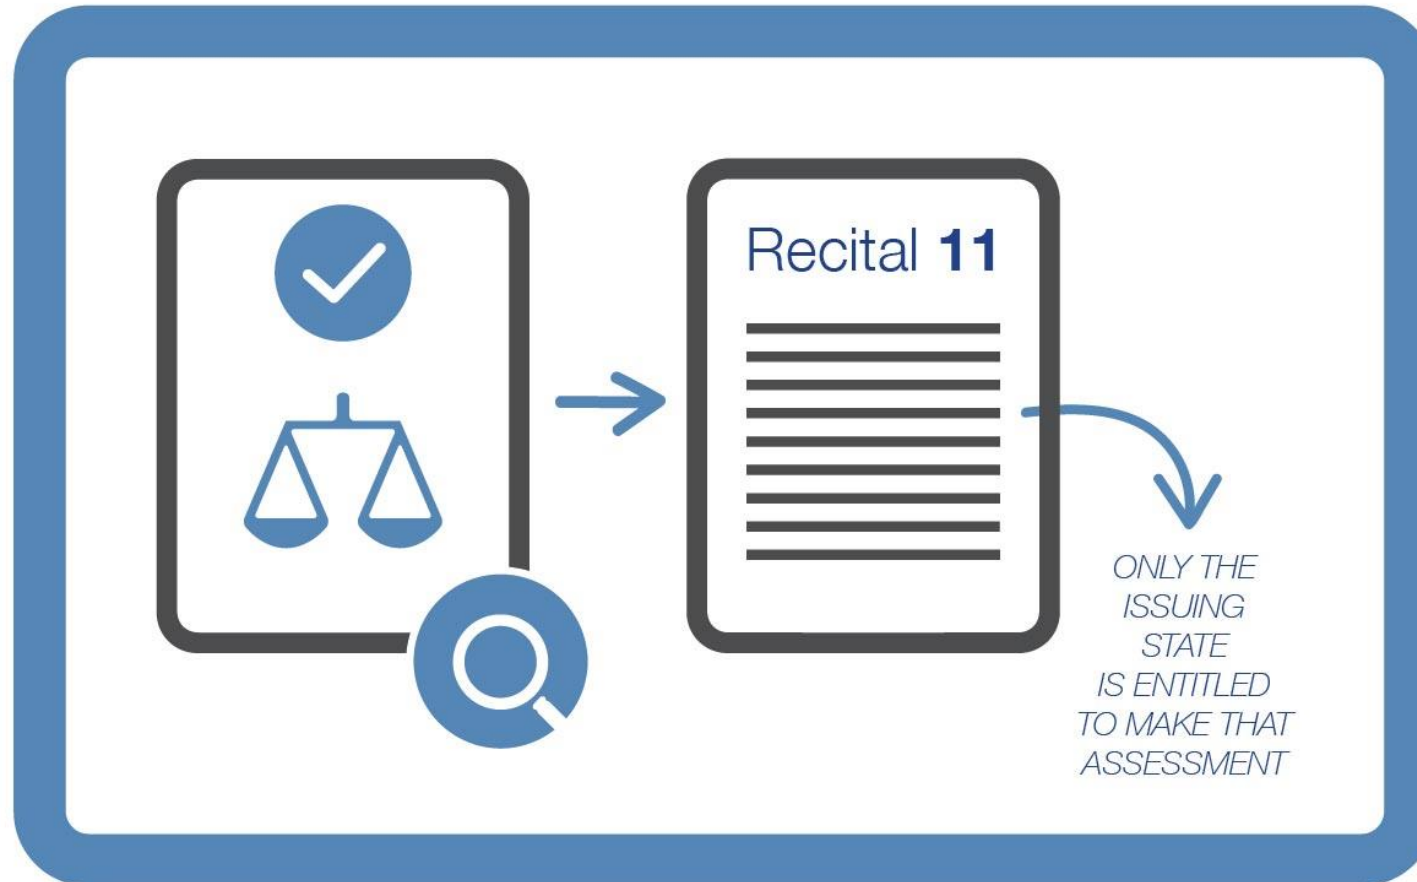 Recital 11
ONLY THE
ISSUING
STATE
IS ENTITLED
TO MAKE THAT
ASSESSMENT